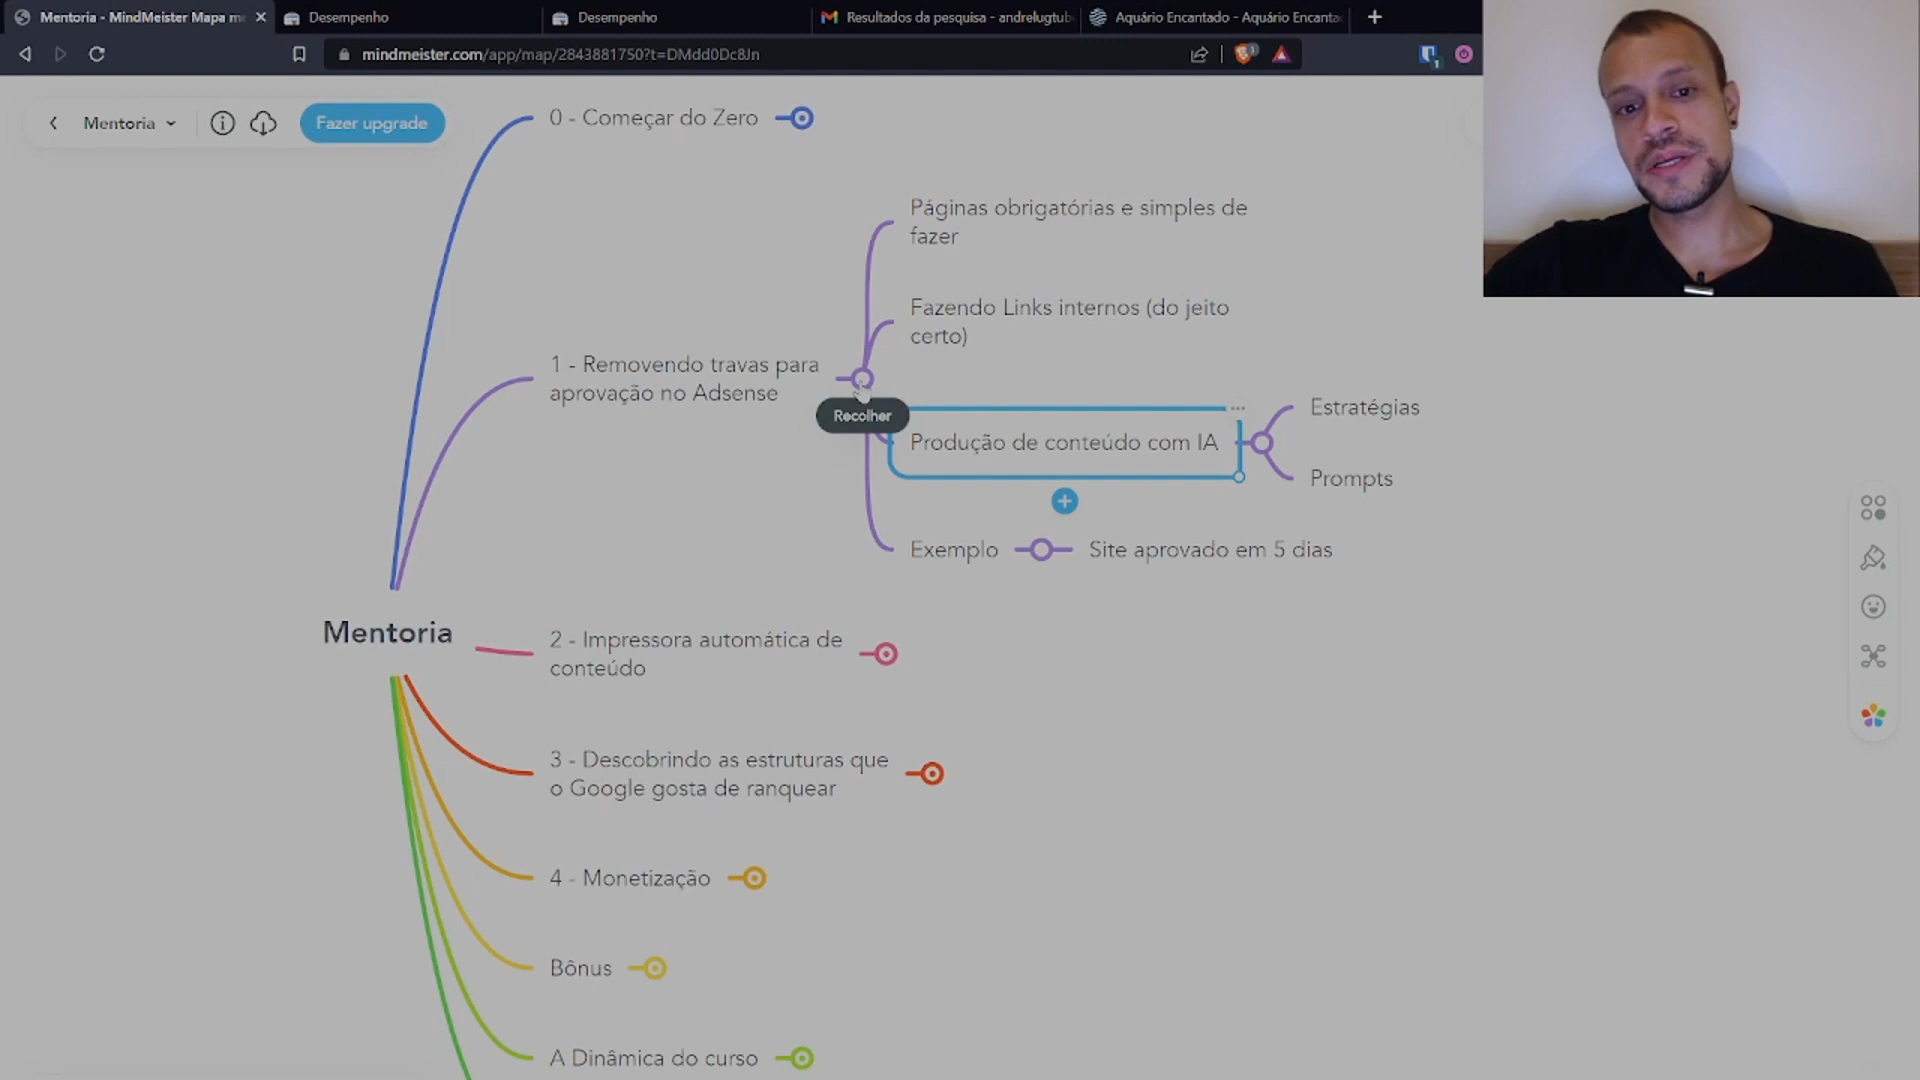 Mentoria - MindMeister Mapa me
Desempenho
Desempenho
Resultados da pesquisa - andrelugtub
Aquário Encantado - Aquário Encanta
mindmeister.com/app/map/2843881750?t=DMdd0Dc8Jn
Mentoria
Fazer upgrade
0 - Começar do Zero
Páginas obrigatórias e simples de
fazer
Fazendo Links internos (do jeito
certo)
1 - Removendo travas para
aprovação no Adsense
Recolher
Produção de conteúdo com IA
Estratégias
Prompts
Exemplo
Site aprovado em 5 dias
Mentoria
2 - Impressora automática de
conteúdo
3 - Descobrindo as estruturas que
o Google gosta de ranquear
4 - Monetização
Bônus
A Dinâmica do curso